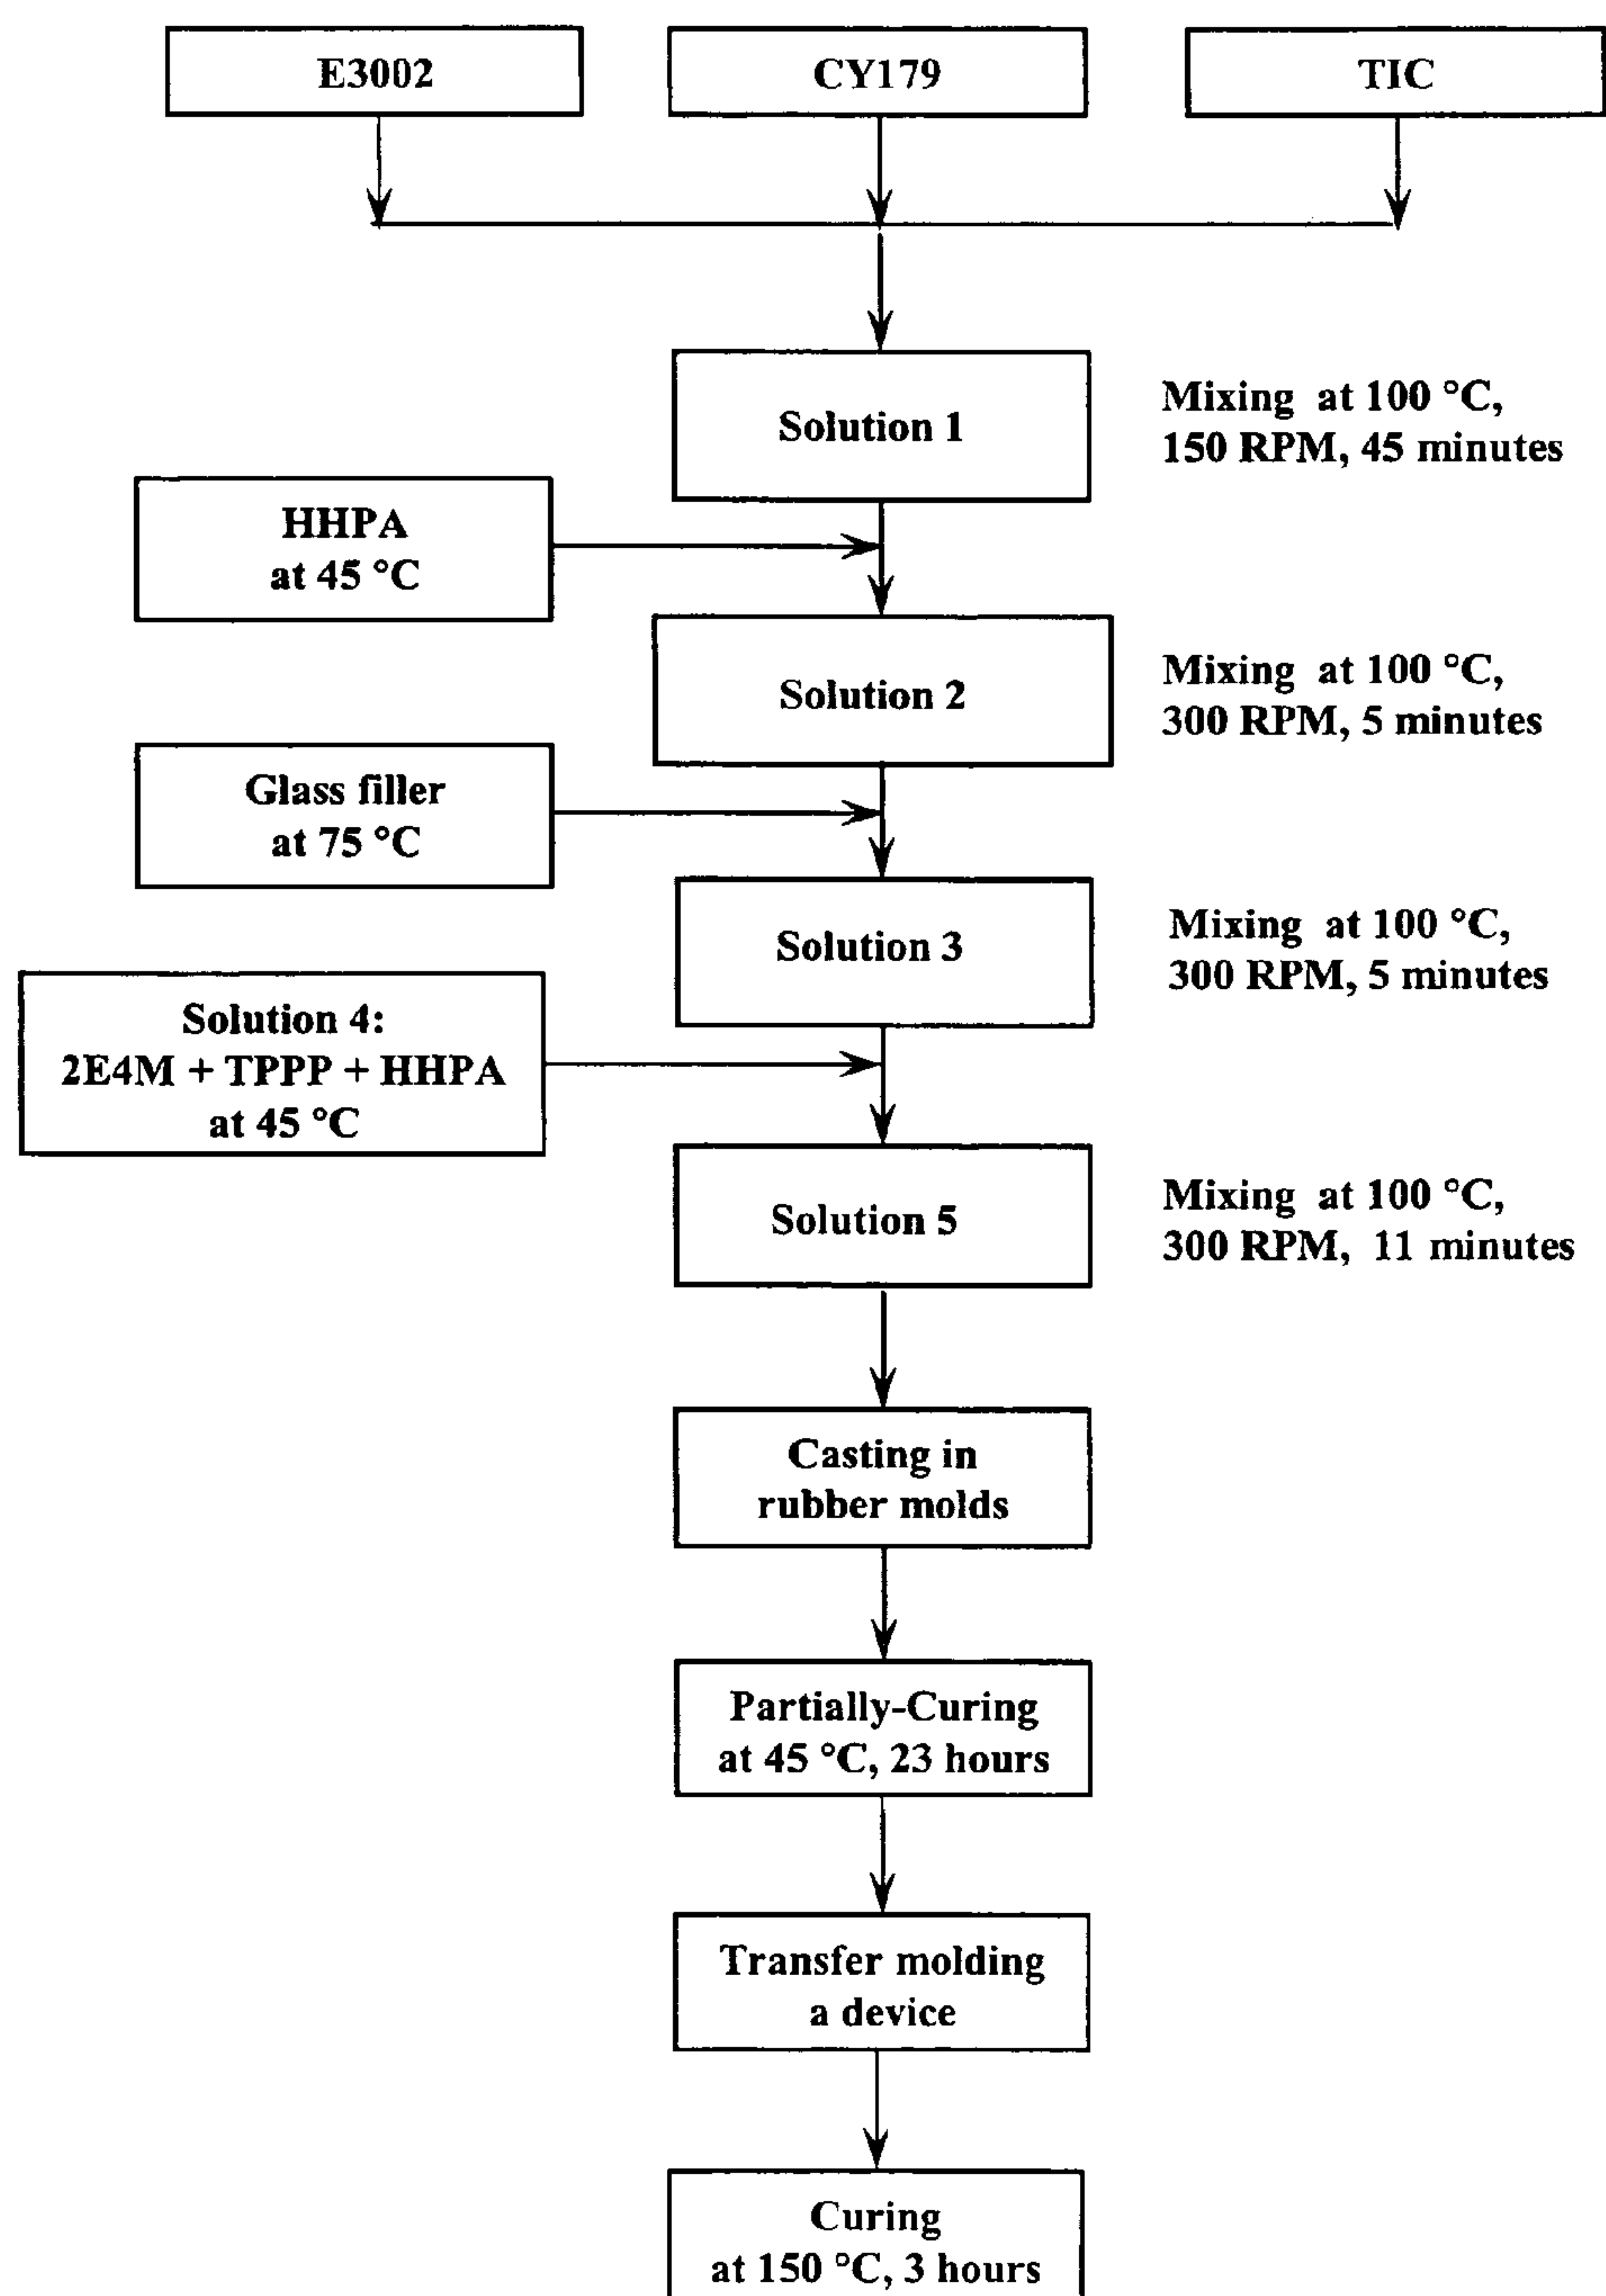 E3002
CY179
TIC
Solution 1
Mixing at 100 °C,
150 RPM, 45 minutes
HHPA
at 45 °C
Solution 2
Mixing at 100 °C,
300 RPM, 5 minutes
Glass filler
at 75 °C
Solution 3
Mixing at 100 °C,
300 RPM, 5 minutes
Solution 4:
2E4M + TPPP + HHPA
at 45 °C
Solution 5
Mixing at 100 °C,
300 RPM, 11 minutes
Casting in
rubber molds
Partially-Curing
at 45 °C, 23 hours
Transfer molding
a device
Curing
at 150 °C, 3 hours